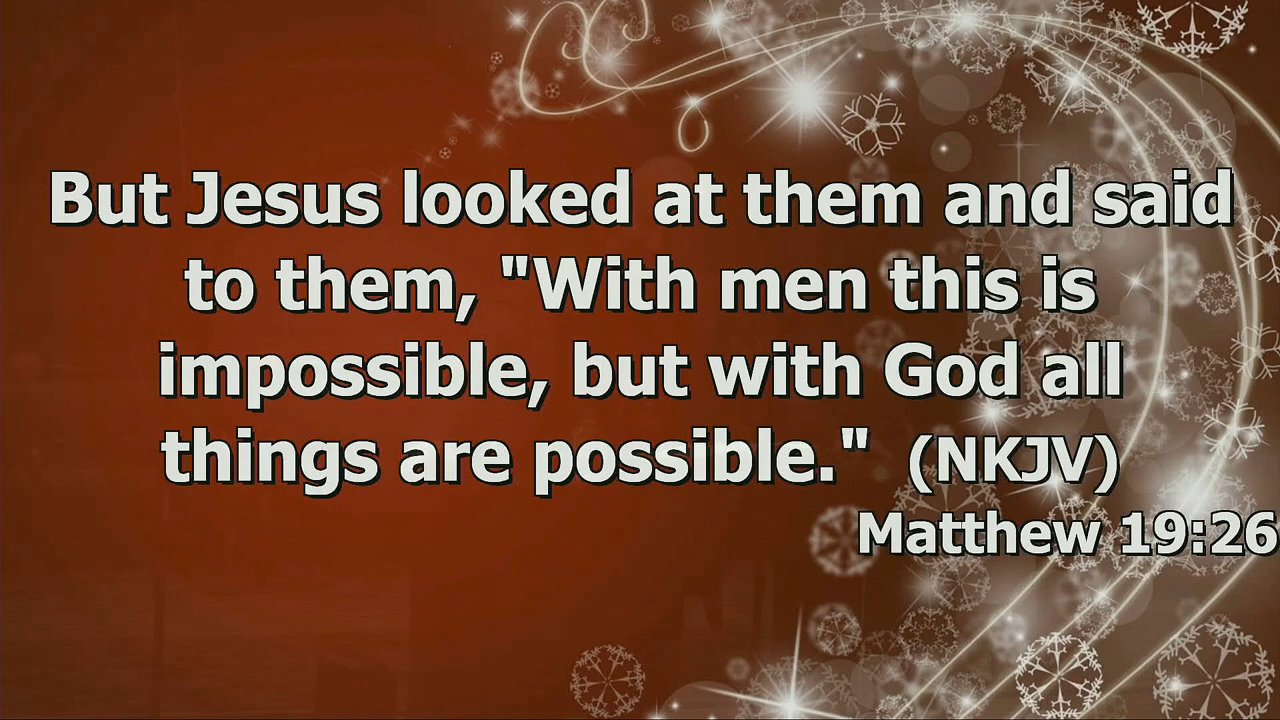 But Jesus looked at them and said
to them, "With men this is
impossible, but with God all
things are possible." (NKJV)
Matthew 19:26